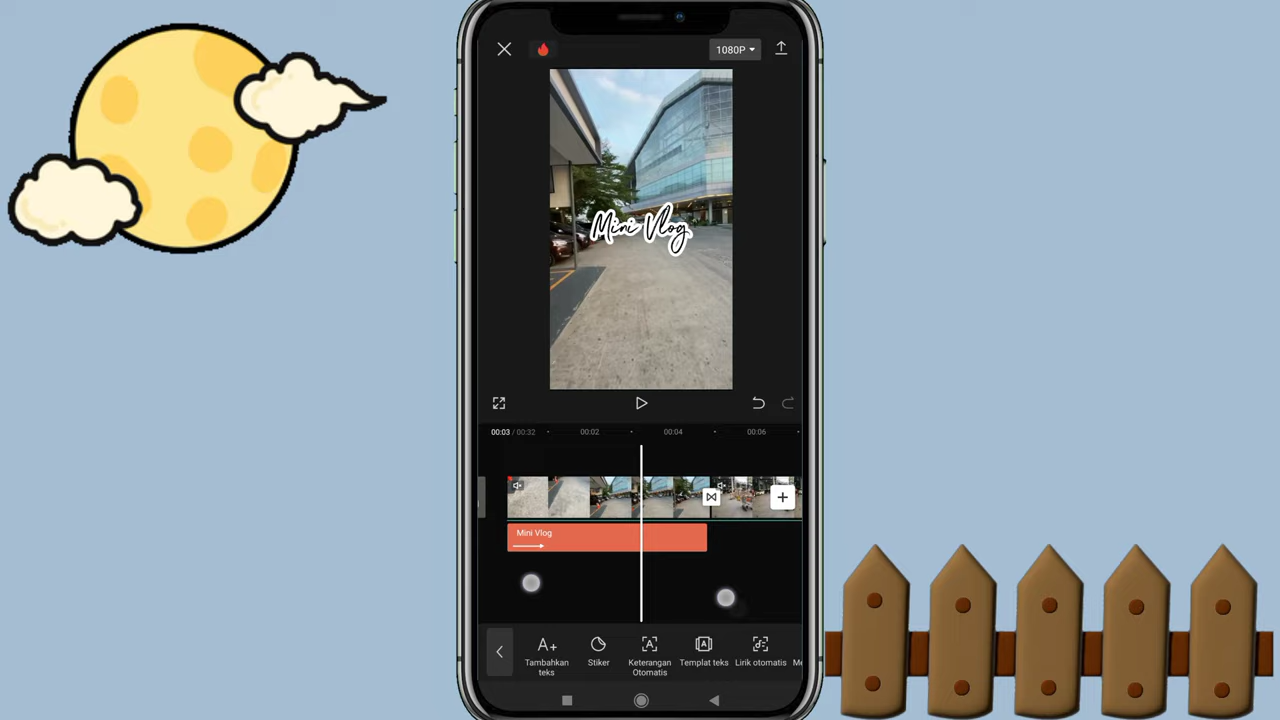 1080P
Mini Vlog
00:03 / 00:32
00:02
00:04
00:06
Mini Vlog
Tambahkan teks
Stiker
Keterangan Otomatis
Templat teks
Lirik otomatis